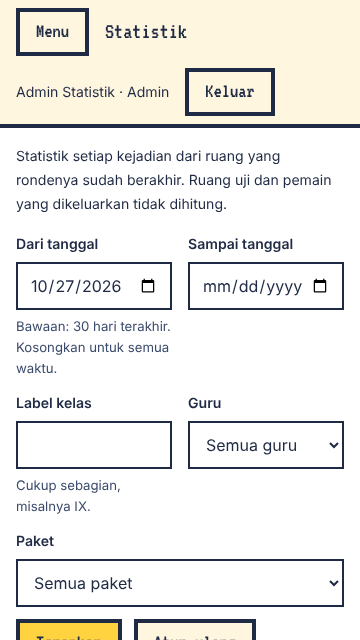 Menu Statistik
Admin Statistik · Admin Keluar
Statistik setiap kejadian dari ruang yang
rondenya sudah berakhir. Ruang uji dan pemain
yang dikeluarkan tidak dihitung.
Dari tanggal Sampai tanggal
10/27/2026 mm/dd/yyyy
Bawaan: 30 hari terakhir.
Kosongkan untuk semua
waktu.
Label kelas Guru
Semua guru
Cukup sebagian,
misalnya IX.
Paket
Semua paket